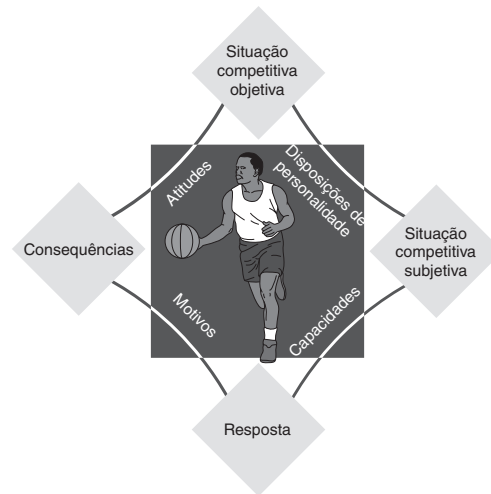 Situação
competitiva
objetiva
Atitudes
Disposições de
personalidade
Consequências
Situação
competitiva
subjetiva
Motivos
Capacidades
Resposta